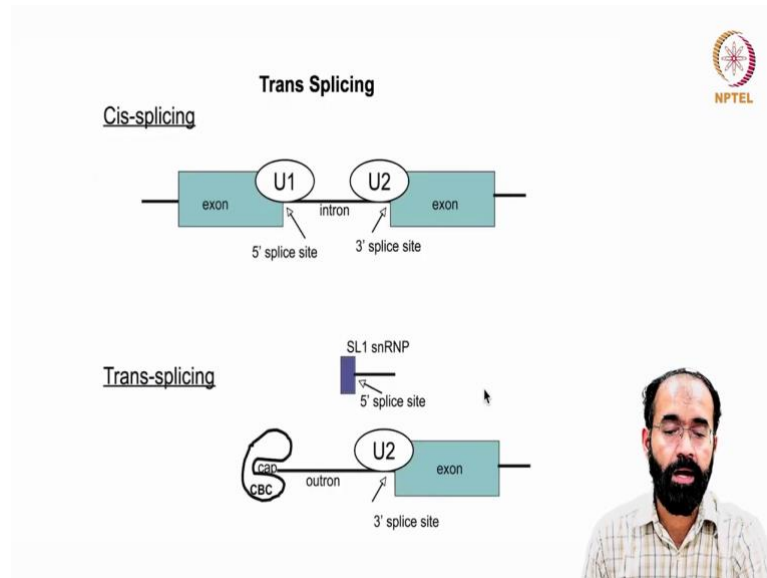 NPTEL
Trans Splicing
Cis-splicing
U1
U2
exon
intron
exon
5' splice site
3' splice site
SL1 snRNP
Trans-splicing
5' splice site
U2
cap
CBC
outron
exon
3' splice site